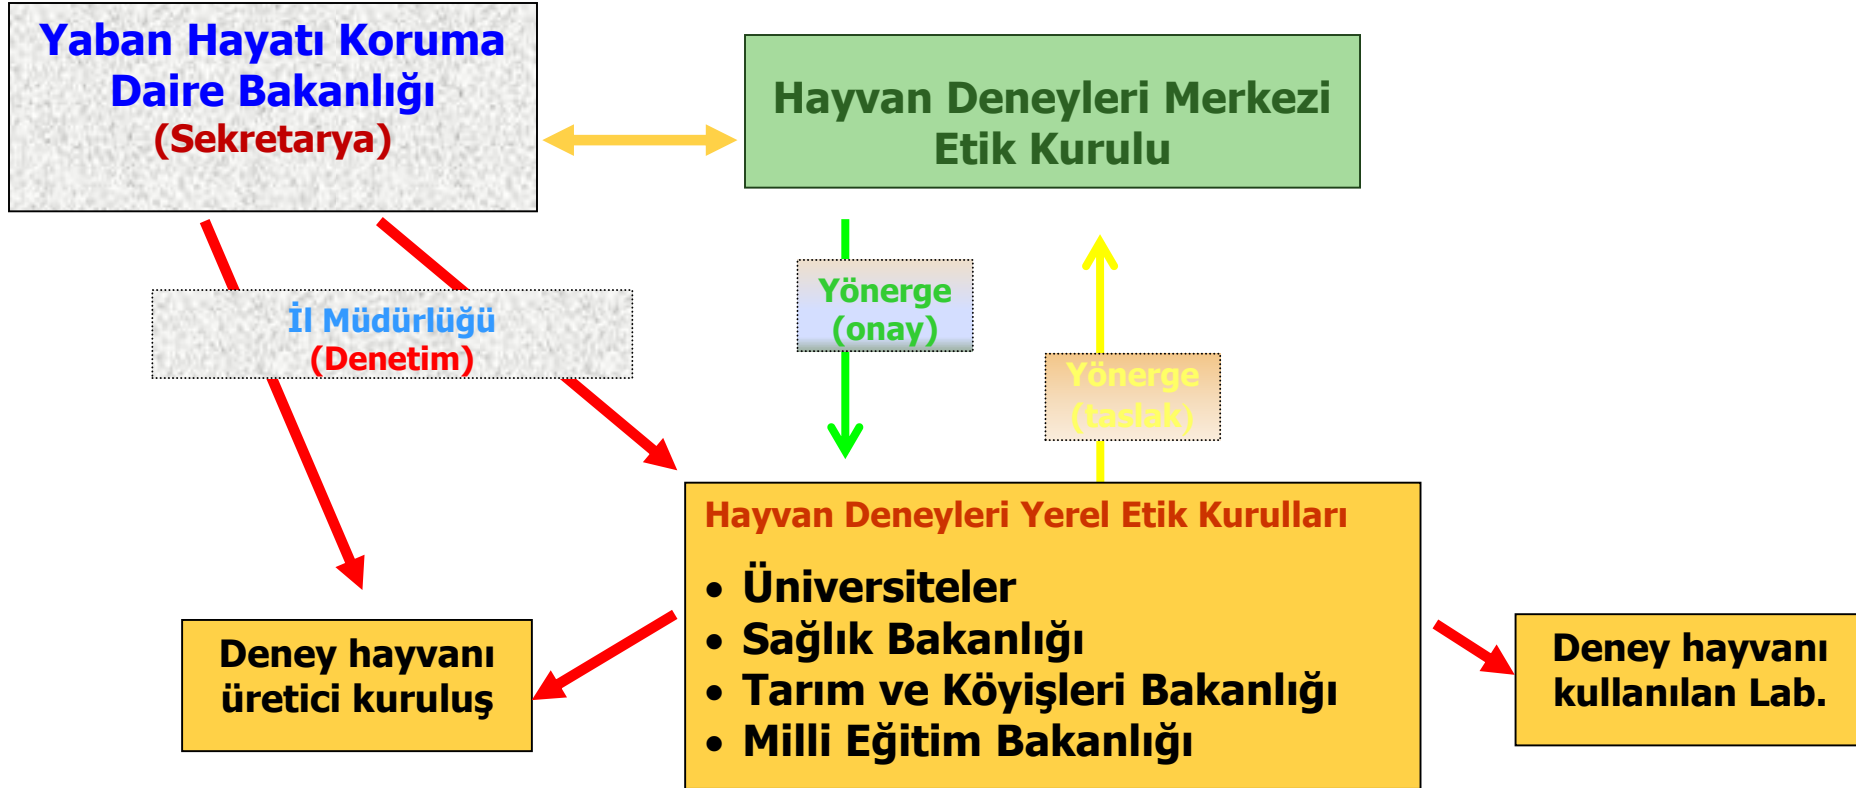 Yaban Hayatı Koruma
Daire Bakanlığı
(Sekretarya)
Hayvan Deneyleri Merkezi
Etik Kurulu
İl Müdürlüğü
(Denetim)
Yönerge
(onay)
Yönerge
(taslak)
Hayvan Deneyleri Yerel Etik Kurulları
• Üniversiteler
• Sağlık Bakanlığı
• Tarım ve Köyişleri Bakanlığı
• Milli Eğitim Bakanlığı
Deney hayvanı
üretici kuruluş
Deney hayvanı
kullanılan Lab.